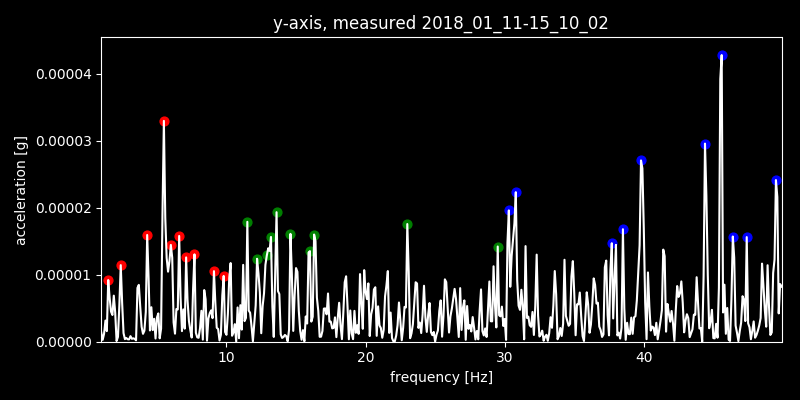 y-axis, measured 2018_01_11-15_10_02
0.00004
0.00003
0.00002
0.00001
0.00000
acceleration [g]
10 20 30 40
frequency [Hz]